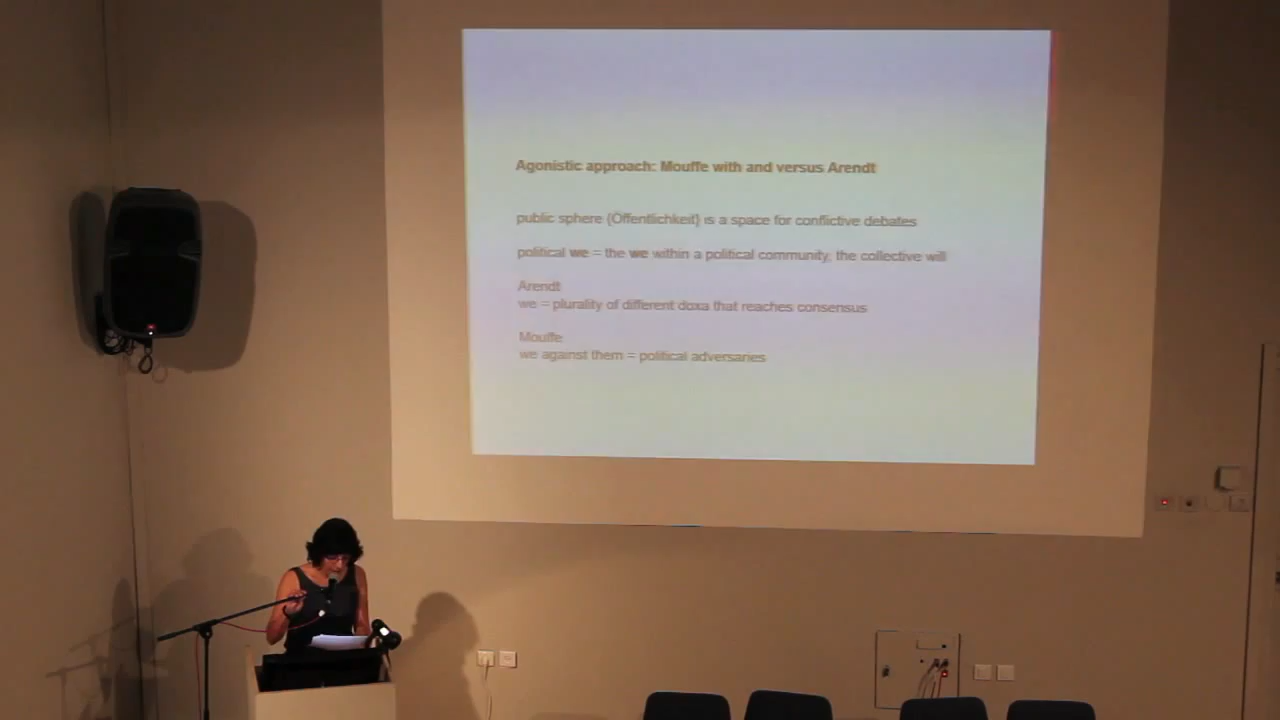 Agonistic approach: Mouffe with and versus Arendt
public sphere (Öffentlichkeit) is a space for conflictive debates
political we = the we within a political community, the collective will
Arendt
we = plurality of different doxa that reaches consensus
Mouffe
we against them = political adversaries